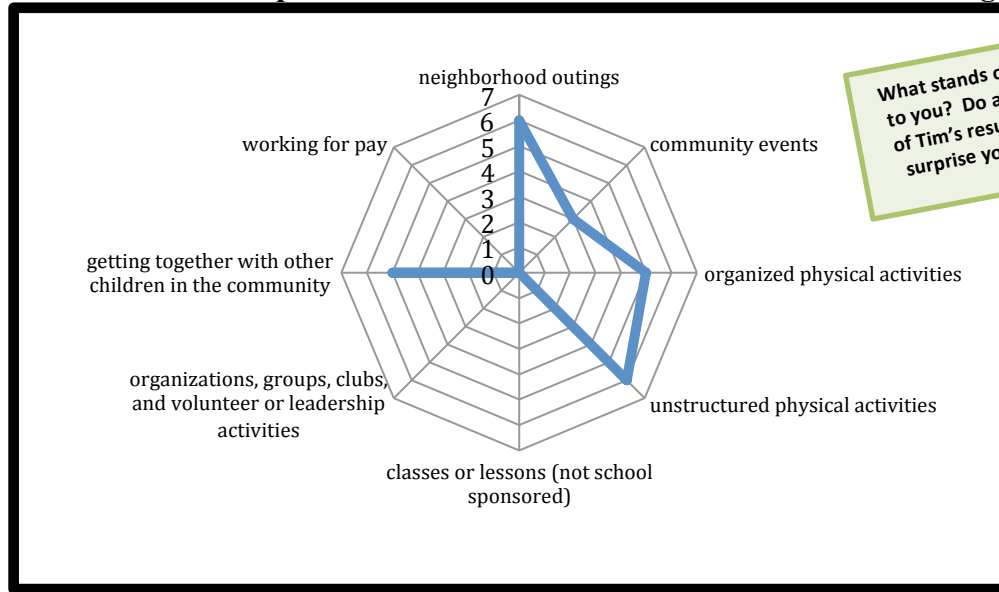 neighborhood outings
7
6
5
4
3
2
1
0
community events
organized physical activities
unstructured physical activities
classes or lessons (not school
sponsored)
organizations, groups, clubs,
and volunteer or leadership
activities
getting together with other
children in the community
working for pay
What stands
to you? Do
of Tim's
surprise